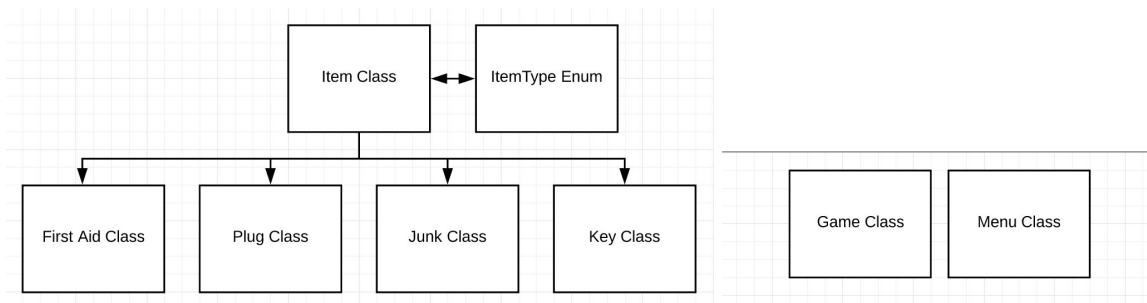 Item Class
ItemType Enum
First Aid Class
Plug Class
Junk Class
Key Class
Game Class
Menu Class